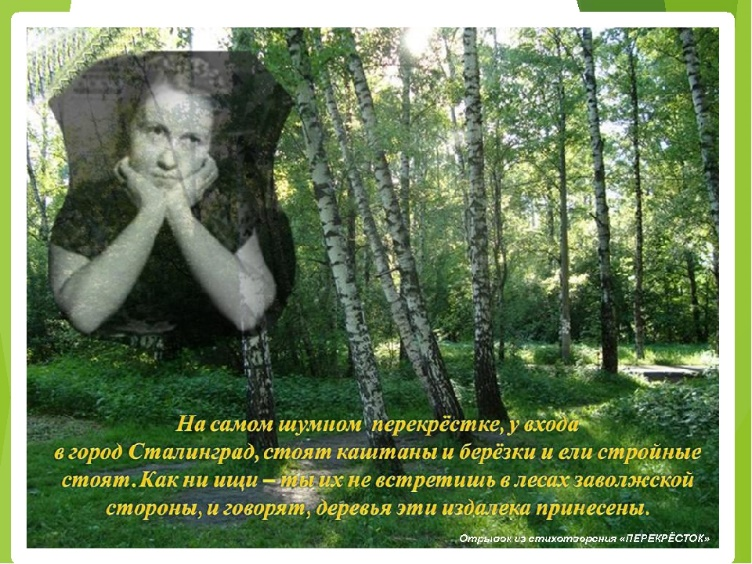 На самом шумном перекрёстке, у входа
в город Сталинград, стоят каштаны и берёзки и ели стройные
стоят. Как ни ищи – ты их не встретишь в лесах заволжской
стороны, и говорят, деревья эти издалека принесены.
Отрывок из стихотворения «ПЕРЕКРЁСТОК»